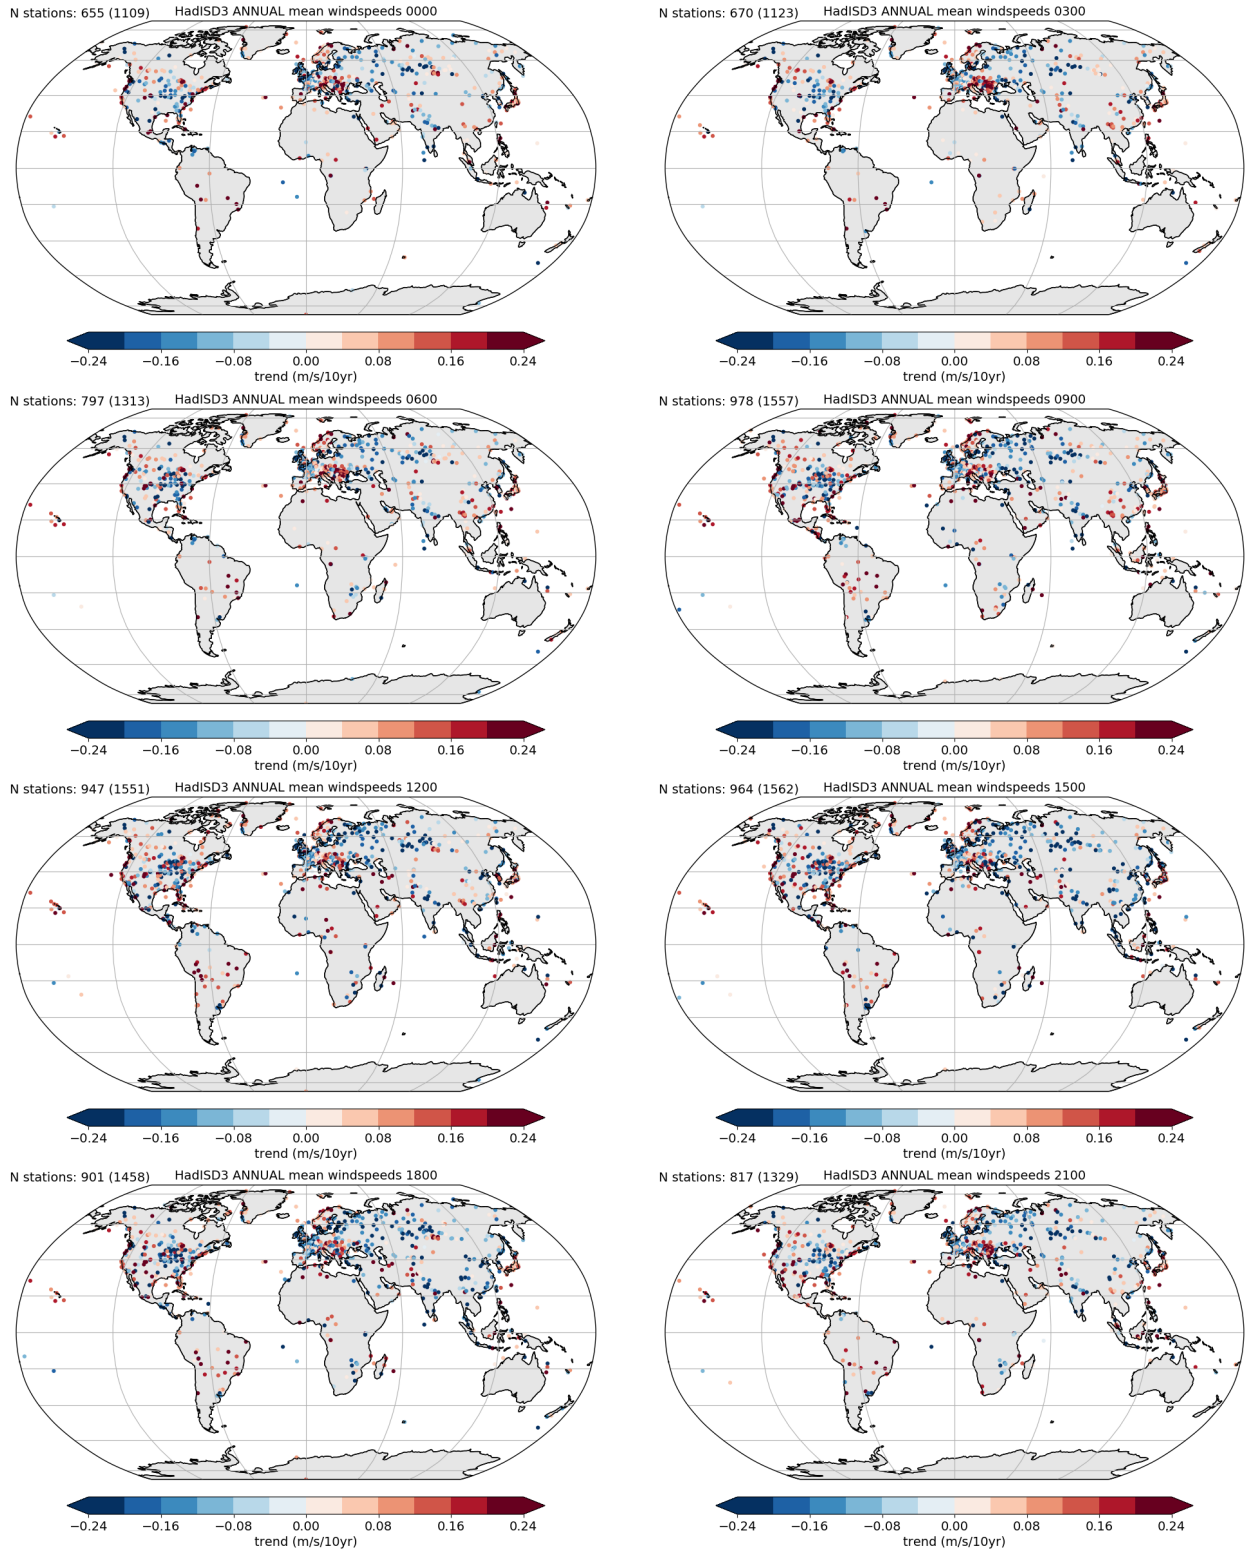 N stations: 655 (1109) HadISD3 ANNUAL mean windspeeds 0000
−0.24 −0.16 −0.08 0.00 0.08 0.16 0.24
trend (m/s/10yr)
N stations: 670 (1123) HadISD3 ANNUAL mean windspeeds 0300
−0.24 −0.16 −0.08 0.00 0.08 0.16 0.24
trend (m/s/10yr)
N stations: 797 (1313) HadISD3 ANNUAL mean windspeeds 0600
−0.24 −0.16 −0.08 0.00 0.08 0.16 0.24
trend (m/s/10yr)
N stations: 978 (1557) HadISD3 ANNUAL mean windspeeds 0900
−0.24 −0.16 −0.08 0.00 0.08 0.16 0.24
trend (m/s/10yr)
N stations: 947 (1551) HadISD3 ANNUAL mean windspeeds 1200
−0.24 −0.16 −0.08 0.00 0.08 0.16 0.24
trend (m/s/10yr)
N stations: 964 (1562) HadISD3 ANNUAL mean windspeeds 1500
−0.24 −0.16 −0.08 0.00 0.08 0.16 0.24
trend (m/s/10yr)
N stations: 901 (1458) HadISD3 ANNUAL mean windspeeds 1800
−0.24 −0.16 −0.08 0.00 0.08 0.16 0.24
trend (m/s/10yr)
N stations: 817 (1329) HadISD3 ANNUAL mean windspeeds 2100
−0.24 −0.16 −0.08 0.00 0.08 0.16 0.24
trend (m/s/10yr)